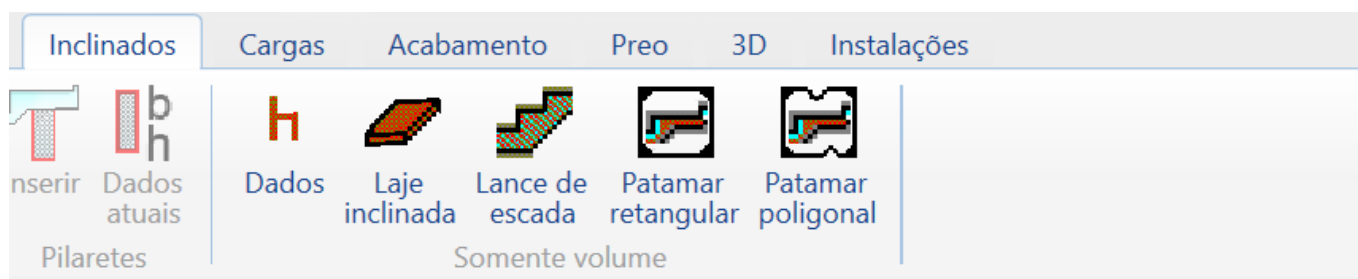 Inclinados Cargas Acabamento Preo 3D Instalações
b
h h
nserir Dados atuais Dados Laje inclinada Lance de escada Patamar retangular Patamar poligonal
Pilaretes Somente volume